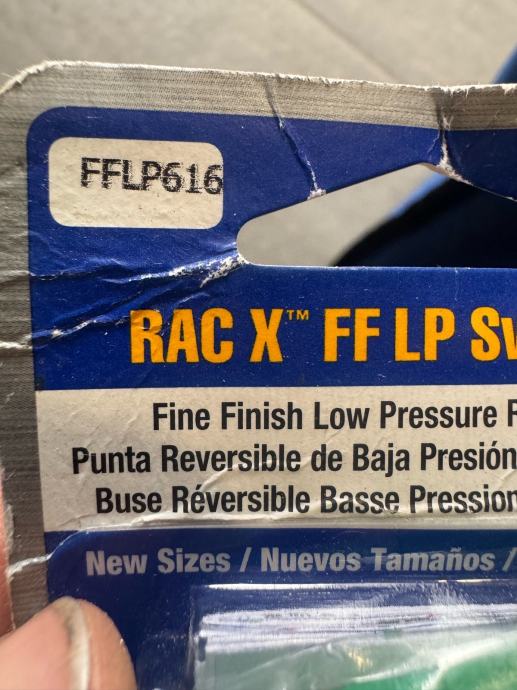 FFLP616
RAC X™ FF LP
Fine Finish Low Pressure
Punta Reversible de Baja Presión
Buse Réversible Basse Pression
New Sizes / Nuevos Tamaños /